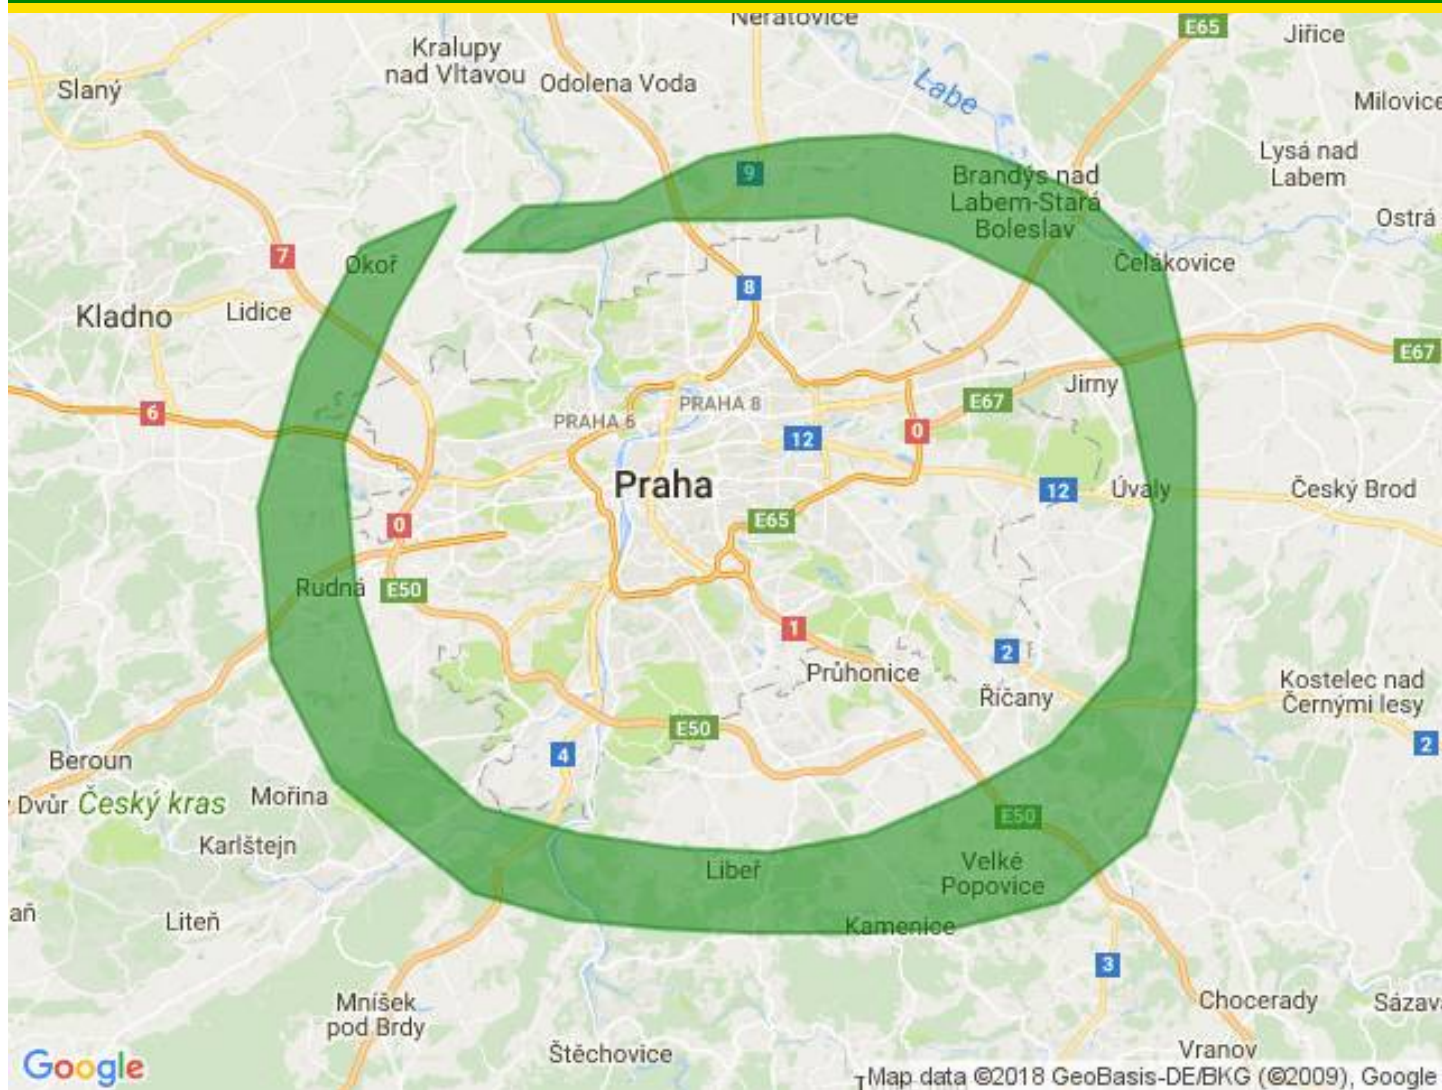 Neratovice
E65
Jiřice
Kralupy
nad Vltavou
Odolena Voda
Slaný
Labe
Milovice
Lysá nad
Labem
9
Brandýs nad
Labem-Stará
Boleslav
Ostrá
7
Okoř
Čelákovice
8
Kladno
Lidice
E67
Jirny
6
PRAHA 6
PRAHA 8
E67
12
0
Praha
12
Úvaly
Český Brod
0
E65
Rudná
E50
1
2
Průhonice
Říčany
Kostelec nad
Černými lesy
E50
4
2
Beroun
Dvůr
Český kras
Mořina
E50
Karlštejn
Libeř
Velké
Popovice
aň
Liteň
Kamenice
3
Mníšek
pod Brdy
Chocerady
Sázav
Štěchovice
Vranov
Google
Map data ©2018 GeoBasis-DE/BKG (©2009), Google